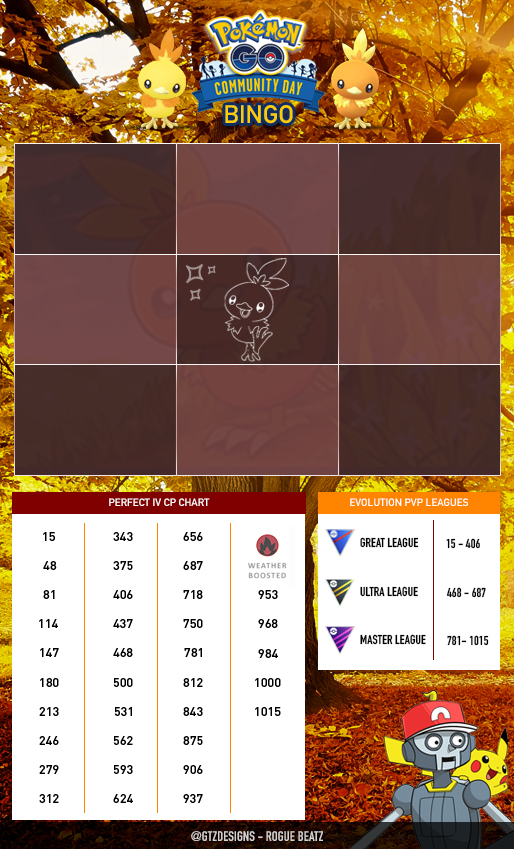 POKÉMON
GO
COMMUNITY DAY
BINGO
PERFECT IV CP CHART
15 343 656
48 375 687
WEATHER
BOOSTED
81 406 718 953
114 437 750 968
147 468 781 984
180 500 812 1000
213 531 843 1015
246 562 875
279 593 906
312 624 937
EVOLUTION PVP LEAGUES
GREAT LEAGUE 15 - 406
ULTRA LEAGUE 468 - 687
MASTER LEAGUE 781- 1015
@GTZDESIGNS - ROGUE BEATZ